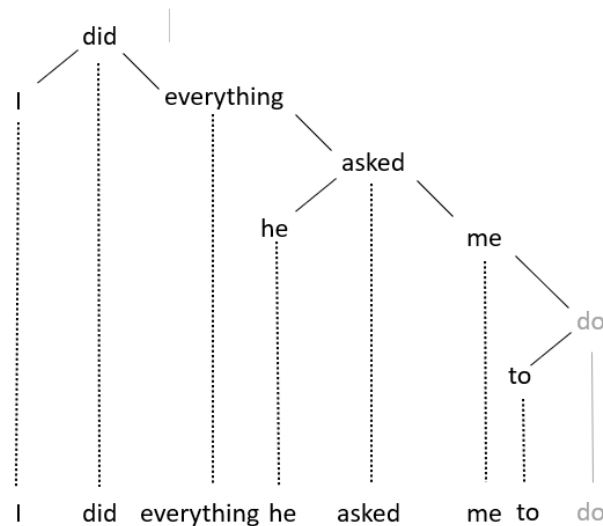 did
I
everything
asked
he
me
do
to
I did everything he asked me to do